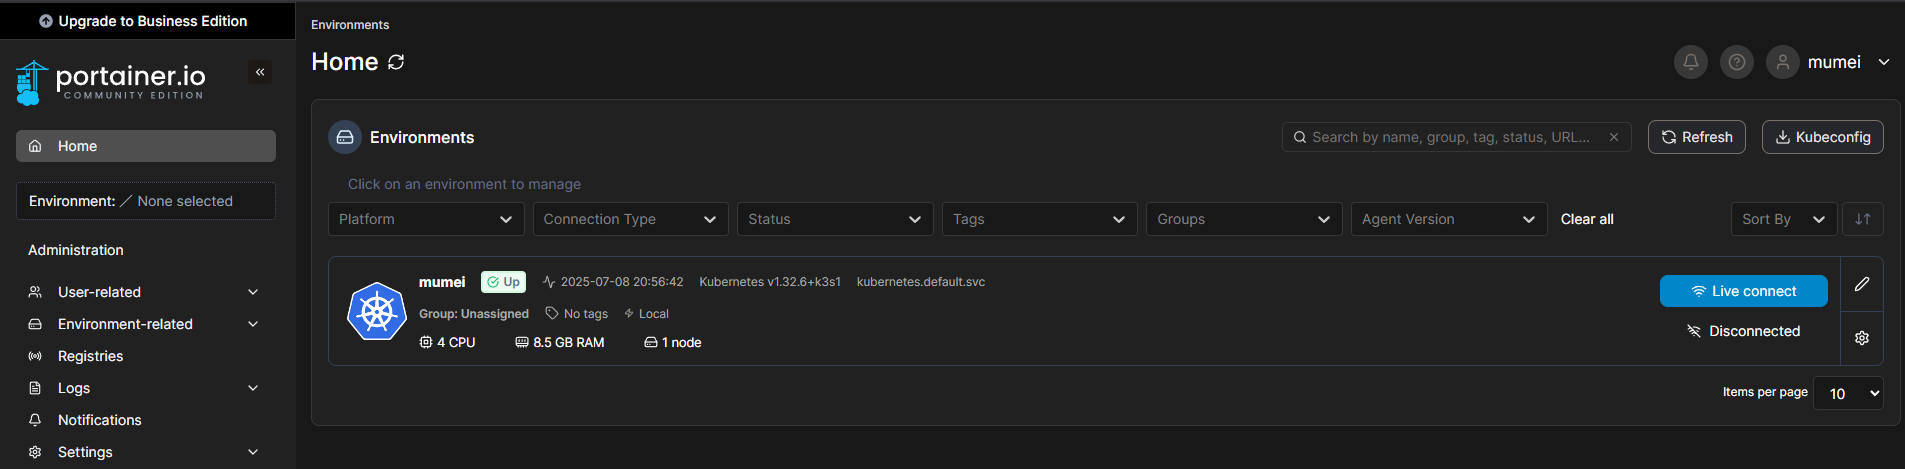 Upgrade to Business Edition
portainer.io
COMMUNITY EDITION
Home
Environment: None selected
Administration
User-related
Environment-related
Registries
Logs
Notifications
Settings
Environments
Home
mumei
Environments
Search by name, group, tag, status, URL...
Refresh
Kubeconfig
Click on an environment to manage
Platform
Connection Type
Status
Tags
Groups
Agent Version
Clear all
Sort By
mumei Up 2025-07-08 20:56:42 Kubernetes v1.32.6+k3s1 kubernetes.default.svc
Group: Unassigned No tags Local
4 CPU 8.5 GB RAM 1 node
Live connect
Disconnected
Items per page 10